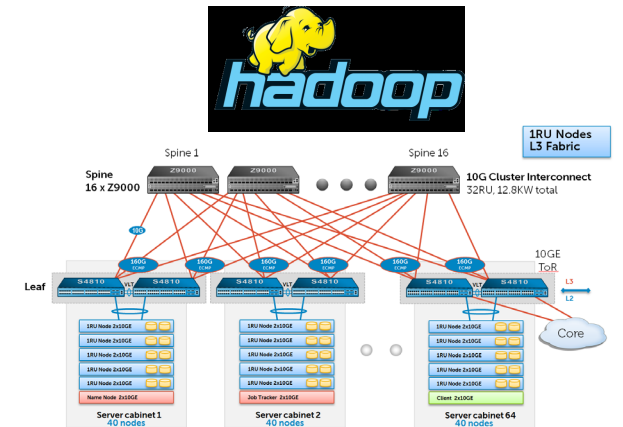 hadoop
1RU Nodes
L3 Fabric
Spine 1
Spine 16
Spine
16 x Z9000
Z9000
Z9000
Z9000
10G Cluster Interconnect
32RU, 12.8KW total
10G
160G
ECMP
160G
ECMP
160G
ECMP
160G
ECMP
160G
ECMP
160G
ECMP
10GE
ToR
Leaf
S4810
VLT
S4810
S4810
VLT
S4810
S4810
VLT
S4810
L3
L2
Core
1RU Node 2x10GE
1RU Node 2x10GE
1RU Node 2x10GE
1RU Node 2x10GE
1RU Node 2x10GE
Name Node 2x10GE
Server cabinet 1
40 nodes
1RU Node 2x10GE
1RU Node 2x10GE
1RU Node 2x10GE
1RU Node 2x10GE
1RU Node 2x10GE
Job Tracker 2x10GE
Server cabinet 2
40 nodes
1RU Node 2x10GE
1RU Node 2x10GE
1RU Node 2x10GE
1RU Node 2x10GE
1RU Node 2x10GE
Client 2x10GE
Server cabinet 64
40 nodes